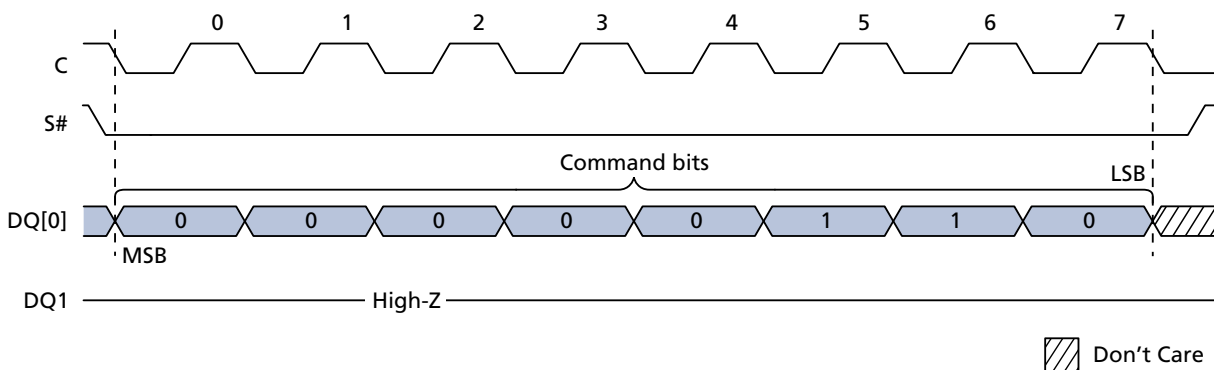 0 1 2 3 4 5 6 7
C
S#
Command bits
LSB
DQ[0] 0 0 0 0 0 1 1 0
MSB
DQ1 High-Z
Don't Care